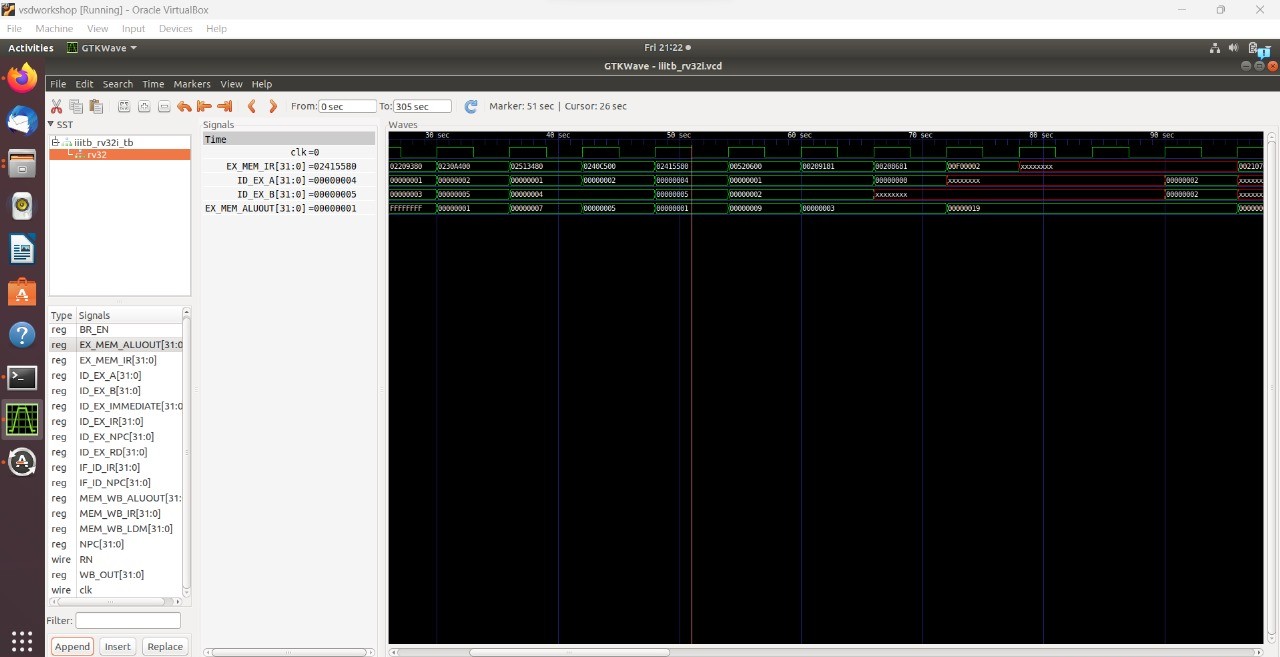 vsdworkshop [Running] - Oracle VirtualBox
File Machine View Input Devices Help
Activities GTKWave Fri 21:22
GTKWave - iiitb_rv32i.vcd
File Edit Search Time Markers View Help
From: 0 sec To: 305 sec Marker: 51 sec | Cursor: 26 sec
SST
iiitb_rv32i_tb
rv32
Type Signals
reg BR_EN
reg EX_MEM_ALUOUT[31:0
reg EX_MEM_IR[31:0]
reg ID_EX_A[31:0]
reg ID_EX_B[31:0]
reg ID_EX_IMMEDIATE[31:0
reg ID_EX_IR[31:0]
reg ID_EX_NPC[31:0]
reg ID_EX_RD[31:0]
reg IF_ID_IR[31:0]
reg IF_ID_NPC[31:0]
reg MEM_WB_ALUOUT[31:
reg MEM_WB_IR[31:0]
reg MEM_WB_LDM[31:0]
reg NPC[31:0]
wire RN
reg WB_OUT[31:0]
wire clk
Filter:
Append Insert Replace
Signals
Time
clk=0
EX_MEM_IR[31:0]=02415580
ID_EX_A[31:0]=00000004
ID_EX_B[31:0]=00000005
EX_MEM_ALUOUT[31:0]=00000001
Waves
30 sec 40 sec 50 sec 60 sec 70 sec 80 sec 90 sec
02209380 0230A400 02513480 0240C500 02415580 00520600 00209181 00208681 00F00002 xxxxxxxx 002107
00000001 00000002 00000001 00000002 00000004 00000001 00000000 xxxxxxxx 00000002 xxxxxx
00000003 00000005 00000004 00000005 00000002 xxxxxxxx 00000002 xxxxxx
FFFFFFFF 00000001 00000007 00000005 00000001 00000009 00000003 00000019 000000